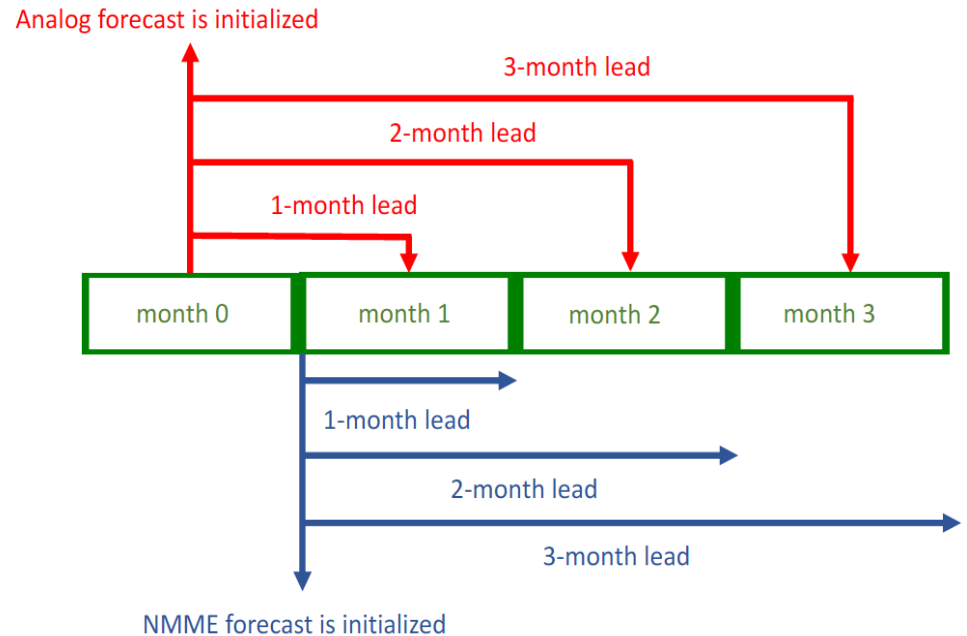 Analog forecast is initialized
3-month lead
2-month lead
1-month lead
month 0
month 1
month 2
month 3
1-month lead
2-month lead
3-month lead
NMME forecast is initialized